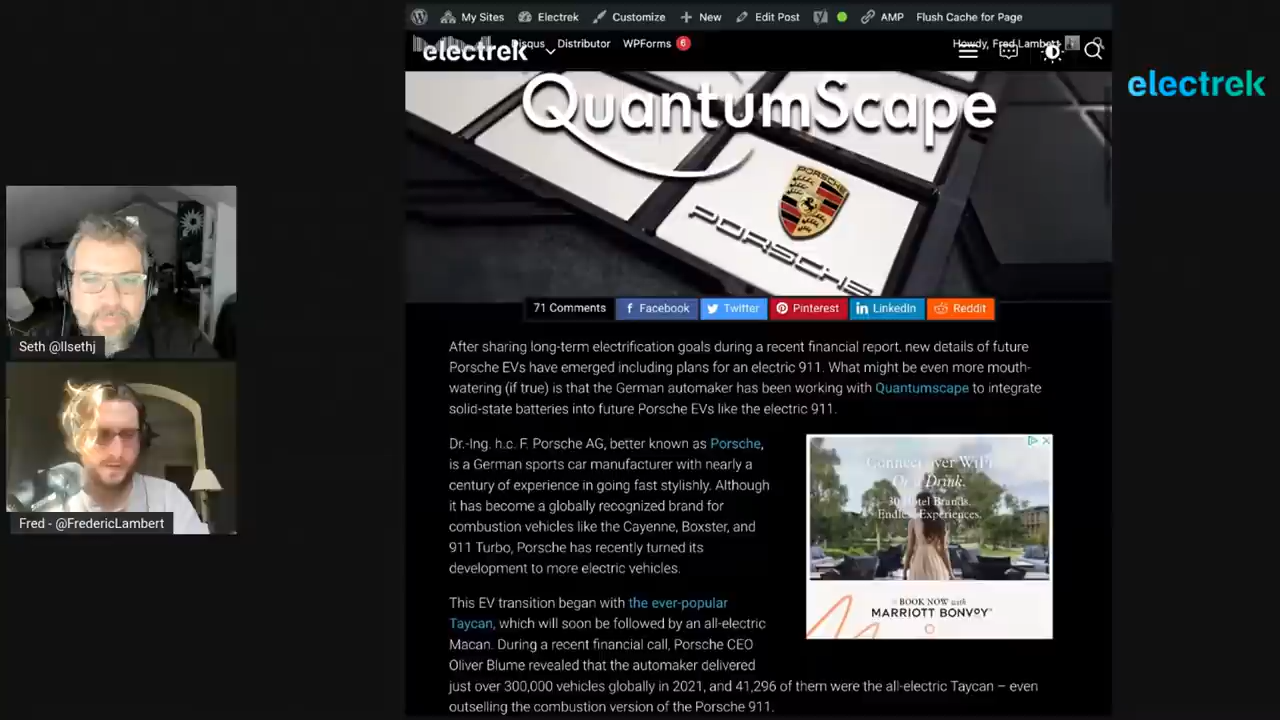 My Sites Electrek Customize New Edit Post AMP Flush Cache for Page
Disqus Distributor WPForms 6 Howdy, Fred Lambert
electrek
electrek
QuantumScape
PORSCHE
PORSCHE
71 Comments Facebook Twitter Pinterest LinkedIn Reddit
After sharing long-term electrification goals during a recent financial report, new details of future
Porsche EVs have emerged including plans for an electric 911. What might be even more mouth-
watering (if true) is that the German automaker has been working with Quantumscape to integrate
solid-state batteries into future Porsche EVs like the electric 911.
Dr.-Ing. h.c. F. Porsche AG, better known as Porsche,
is a German sports car manufacturer with nearly a
century of experience in going fast stylishly. Although
it has become a globally recognized brand for
combustion vehicles like the Cayenne, Boxster, and
911 Turbo, Porsche has recently turned its
development to more electric vehicles.
This EV transition began with the ever-popular
Taycan, which will soon be followed by an all-electric
Macan. During a recent financial call, Porsche CEO
Oliver Blume revealed that the automaker delivered
just over 300,000 vehicles globally in 2021, and 41,296 of them were the all-electric Taycan – even
outselling the combustion version of the Porsche 911.
Connect over WiFi
Or a Drink.
30 Hotel Brands.
Endless Experiences.
BOOK NOW with
MARRIOTT BONVOY
Seth @llsethj
Fred - @FredericLambert